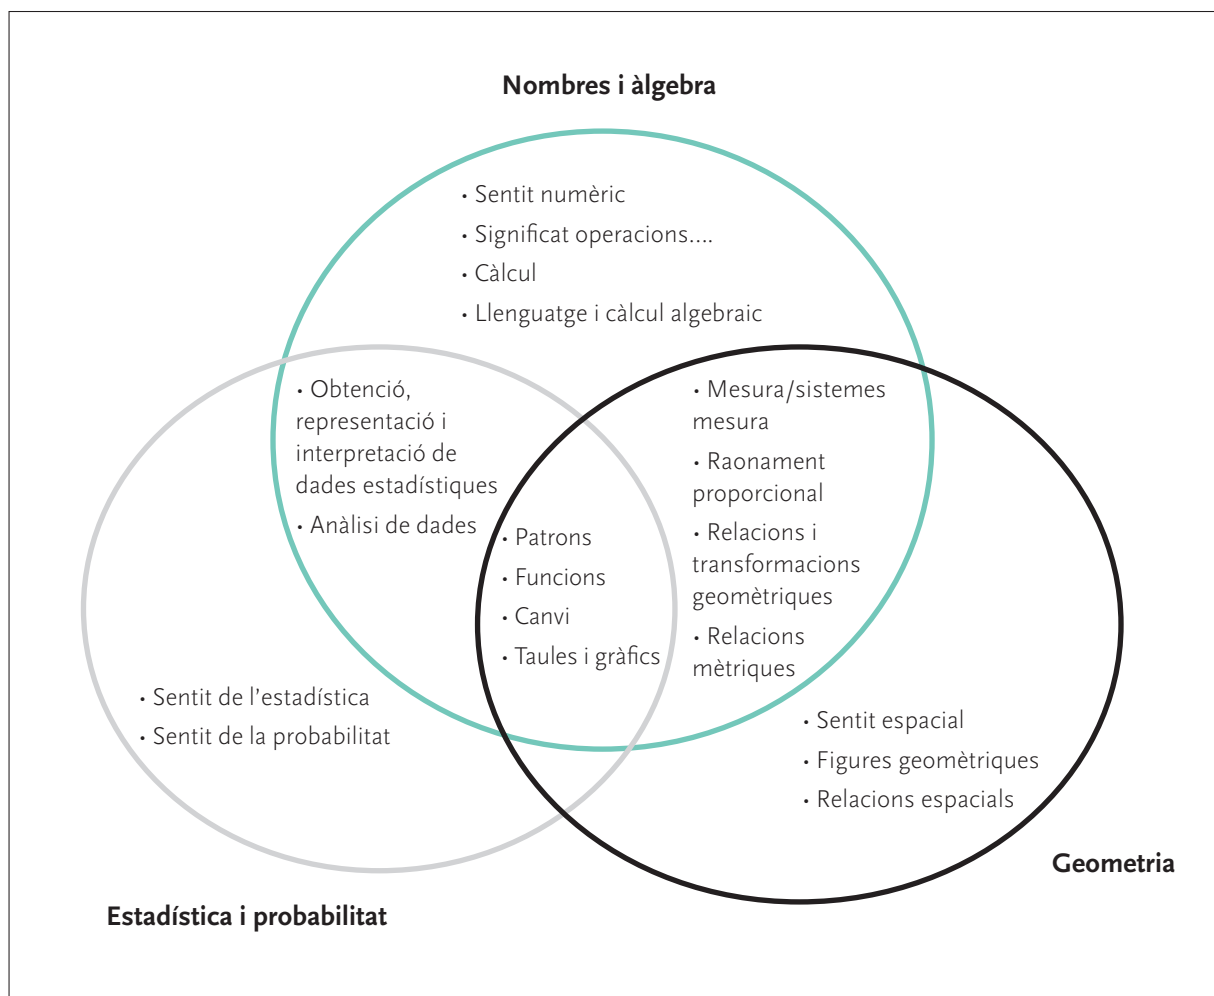 Nombres i àlgebra
• Sentit numèric
• Significat operacions....
• Càlcul
• Llenguatge i càlcul algebraic
• Obtenció,
representació i
interpretació de
dades estadístiques
• Anàlisi de dades
• Mesura/sistemes
mesura
• Raonament
proporcional
• Relacions i
transformacions
geomètriques
• Relacions
mètriques
• Patrons
• Funcions
• Canvi
• Taules i gràfics
• Sentit de l’estadística
• Sentit de la probabilitat
• Sentit espacial
• Figures geomètriques
• Relacions espacials
Geometria
Estadística i probabilitat